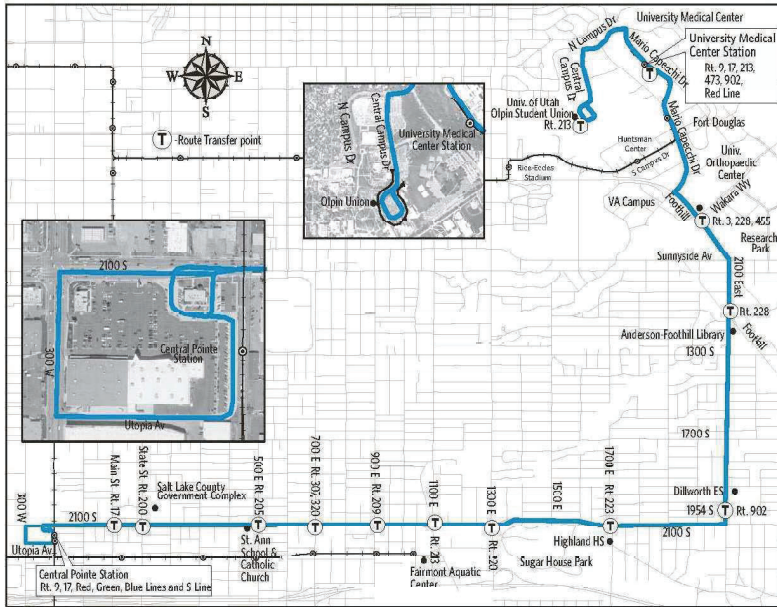 N
W E
S
T -Route Transfer point
University Medical Center
University Medical
Center Station
Rt. 9, 17, 213,
473, 902,
Red Line
N Campus Dr
Mario Capecchi Dr
Central
Campus Dr
Univ. of Utah
Olpin Student Union
Rt. 213
T
T
Mario Capecchi Dr
Fort Douglas
Huntsman
Center
S Campus Dr
Rice-Eccles
Stadium
Univ.
Orthopaedic
Center
VA Campus
Foothill
Wakara Wy
T Rt. 3, 228, 455
Research
Park
Sunnyside Av
2100 East
T Rt. 228
Foothill
Anderson-Foothill Library
1300 S
1700 S
Dillworth ES
1954 S T Rt. 902
2100 S
N Campus Dr
Central Campus Dr
University Medical
Center Station
Olpin Union
2100 S
300 W
Central Pointe
Station
Utopia Av
300 W
2100 S
Utopia Av
Main St. Rt. 17
T
State St. Rt. 200
T
Salt Lake County
Government Complex
500 E Rt. 205
T
St. Ann
School &
Catholic
Church
700 E Rt. 307, 320
T
900 E Rt. 209
T
1100 E
T
Rt. 213
Fairmont Aquatic
Center
1300 E
T
Rt. 220
1500 E
1700 E Rt. 223
T
Highland HS
Sugar House Park
Central Pointe Station
Rt. 9, 17, Red, Green, Blue Lines and S Line